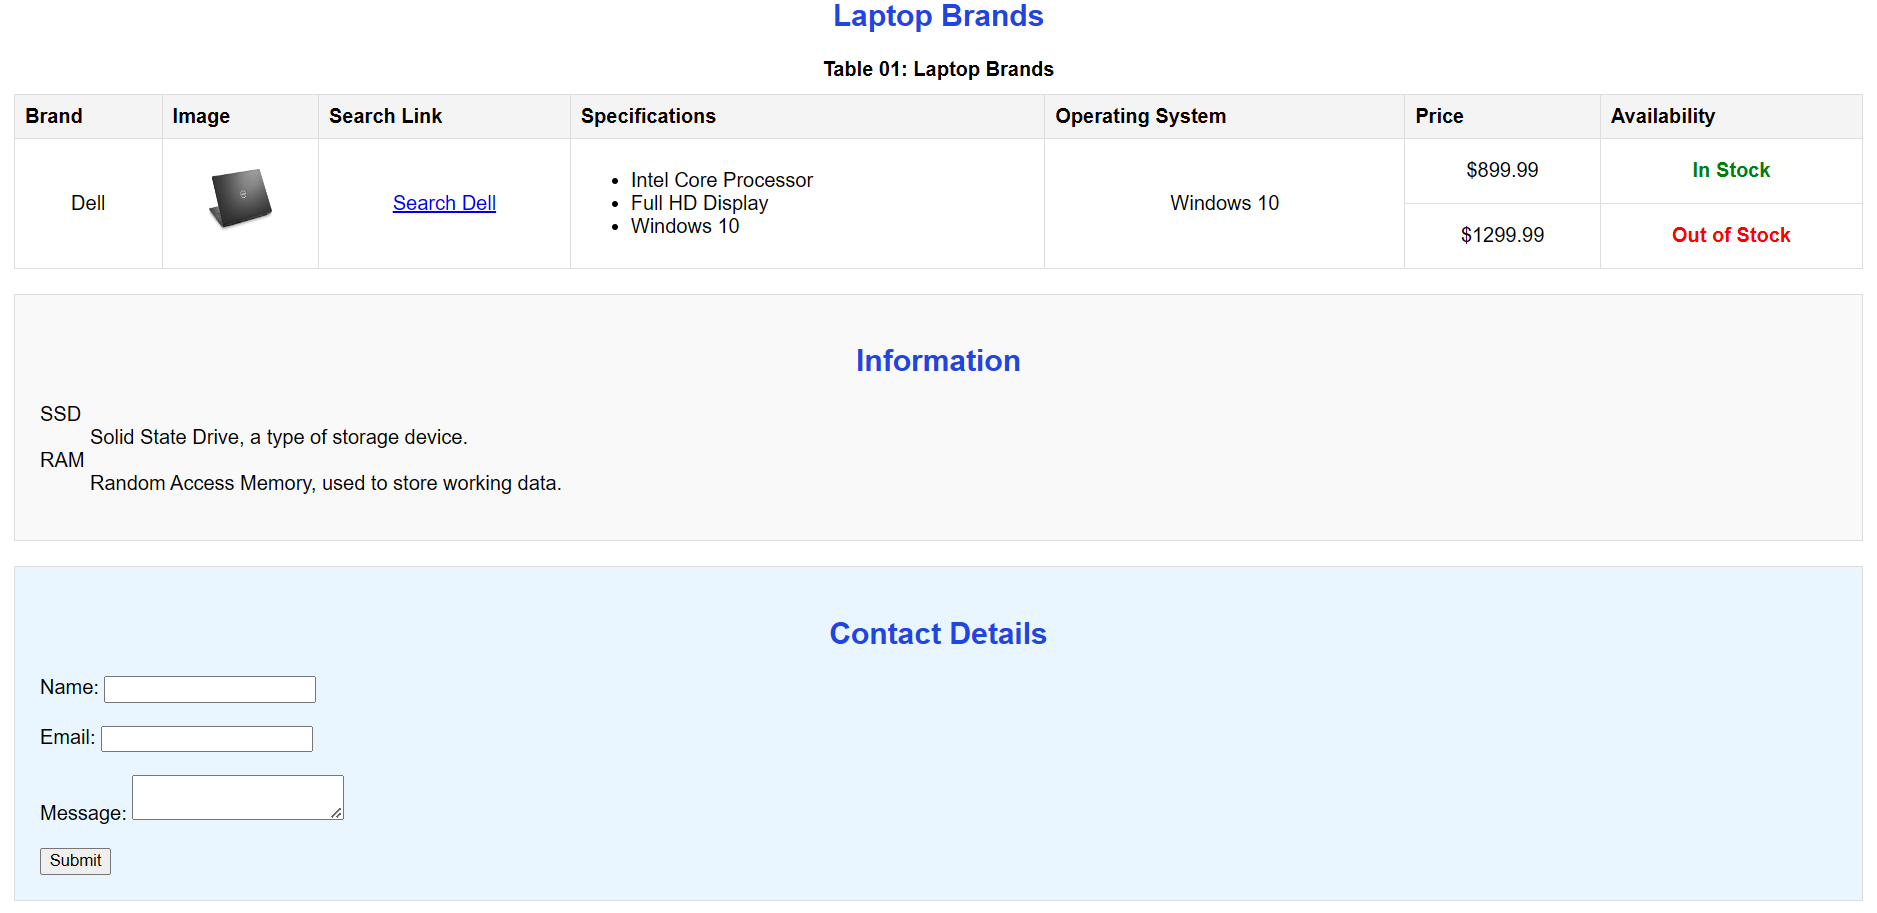 Laptop Brands
Table 01: Laptop Brands
Brand Image Search Link Specifications Operating System Price Availability
Dell Search Dell
Intel Core Processor
Full HD Display
Windows 10
Windows 10
$899.99 In Stock
$1299.99 Out of Stock
Information
SSD
Solid State Drive, a type of storage device.
RAM
Random Access Memory, used to store working data.
Contact Details
Name:
Email:
Message:
Submit